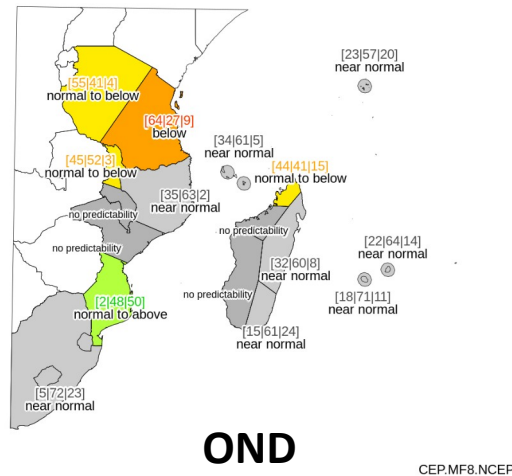 [23|57|20]
near normal
[55|41|4]
normal to below
[64|27|9]
below
[34|61|5]
near normal
[45|52|3]
normal to below
[44|41|15]
normal to below
[35|63|2]
near normal
no predictability
no predictability
no predictability
[22|64|14]
near normal
[32|60|8]
near normal
no predictability
[18|71|11]
near normal
[2|48|50]
normal to above
[15|61|24]
near normal
[5|72|23]
near normal
OND
CEP.MF8.NCEP